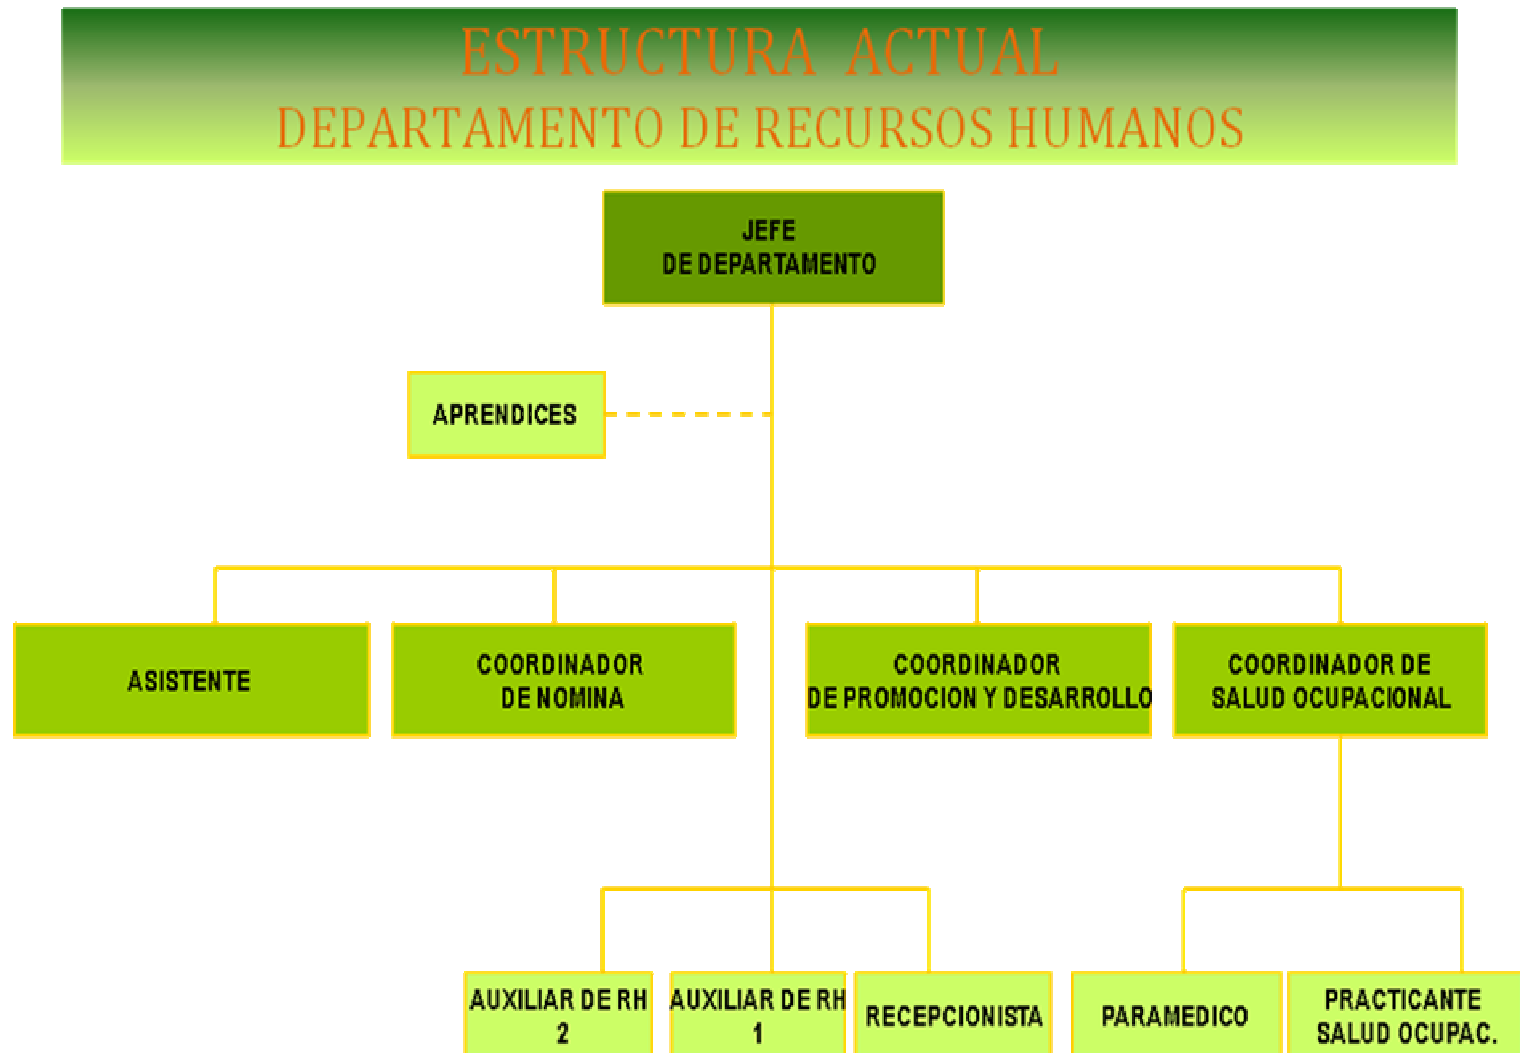 ESTRUCTURA ACTUAL
DEPARTAMENTO DE RECURSOS HUMANOS
JEFE
DE DEPARTAMENTO
APRENDICES
ASISTENTE
COORDINADOR
DE NOMINA
COORDINADOR
DE PROMOCION Y DESARROLLO
COORDINADOR DE
SALUD OCUPACIONAL
AUXILIAR DE RH
2
AUXILIAR DE RH
1
RECEPCIONISTA
PARAMEDICO
PRACTICANTE
SALUD OCUPAC.